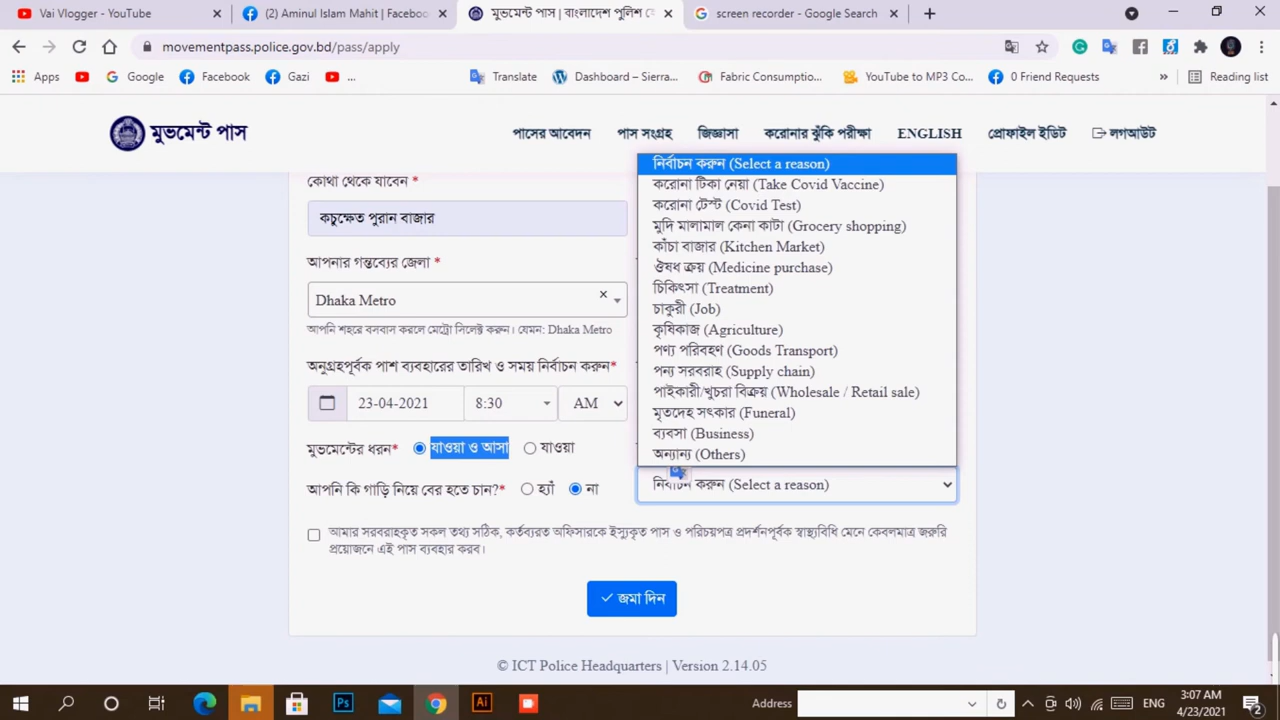 Vai Vlogger - YouTube
(2) Aminul Islam Mahit | Faceboo
মুভমেন্ট পাস | বাংলাদেশ পুলিশ হে
screen recorder - Google Search
movementpass.police.gov.bd/pass/apply
Apps
Google
Facebook
Gazi
...
Translate
Dashboard – Sierra...
Fabric Consumptio...
YouTube to MP3 Co...
0 Friend Requests
»
Reading list
মুভমেন্ট পাস
পাসের আবেদন
পাস সংগ্রহ
জিজ্ঞাসা
করোনার ঝুঁকি পরীক্ষা
ENGLISH
প্রোফাইল ইডিট
লগআউট
কোথা থেকে যাবেন *
কচুক্ষেত পুরান বাজার
আপনার গন্তব্যের জেলা *
Dhaka Metro
আপনি শহরে বসবাস করলে মেট্রো সিলেক্ট করুন। যেমন: Dhaka Metro
অনুগ্রহপূর্বক পাশ ব্যবহারের তারিখ ও সময় নির্বাচন করুন*
23-04-2021
8:30
AM
মুভমেন্টের ধরন*
যাওয়া ও আসা
যাওয়া
আপনি কি গাড়ি নিয়ে বের হতে চান?*
হ্যাঁ
না
নির্বাচন করুন (Select a reason)
করোনা টিকা নেয়া (Take Covid Vaccine)
করোনা টেস্ট (Covid Test)
মুদি মালামাল কেনা কাটা (Grocery shopping)
কাঁচা বাজার (Kitchen Market)
ঔষধ ক্রয় (Medicine purchase)
চিকিৎসা (Treatment)
চাকুরী (Job)
কৃষিকাজ (Agriculture)
পণ্য পরিবহণ (Goods Transport)
পন্য সরবরাহ (Supply chain)
পাইকারী/খুচরা বিক্রয় (Wholesale / Retail sale)
মৃতদেহ সৎকার (Funeral)
ব্যবসা (Business)
অন্যান্য (Others)
নির্বাচন করুন (Select a reason)
আমার সরবরাহকৃত সকল তথ্য সঠিক, কর্তব্যরত অফিসারকে ইস্যুকৃত পাস ও পরিচয়পত্র প্রদর্শনপূর্বক স্বাস্থ্যবিধি মেনে কেবলমাত্র জরুরি
প্রয়োজনে এই পাস ব্যবহার করব।
জমা দিন
© ICT Police Headquarters | Version 2.14.05
Ps
Ai
Address
ENG
3:07 AM
4/23/2021
2